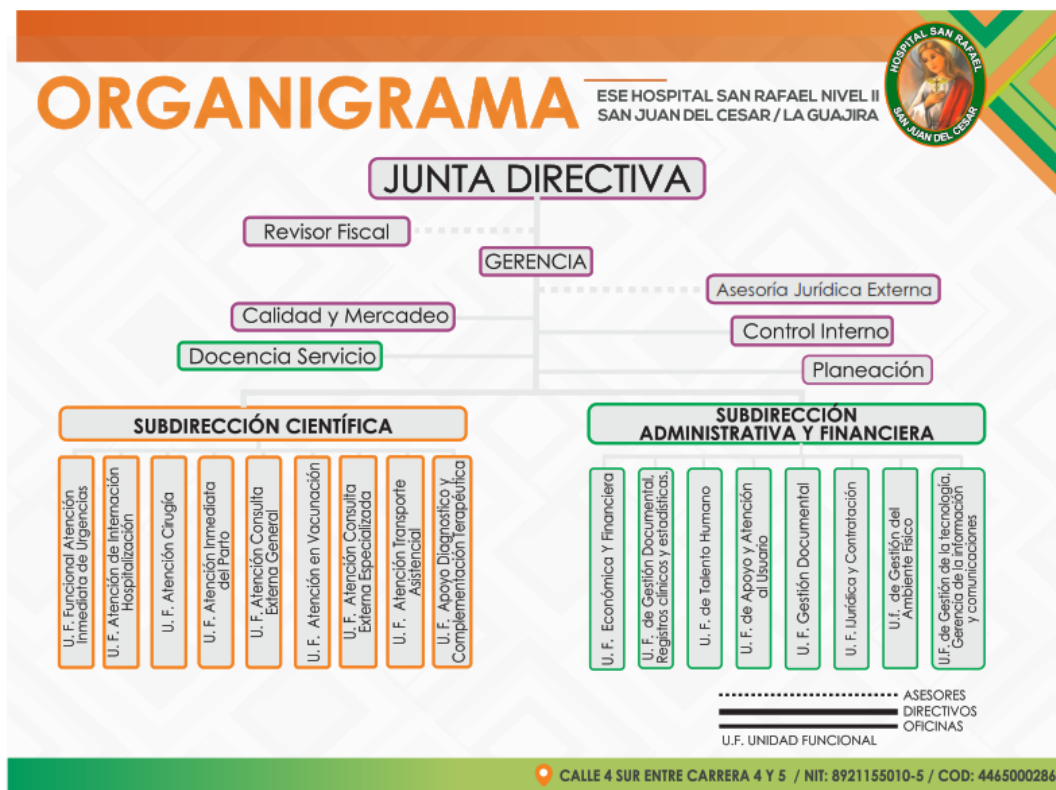 ORGANIGRAMA
ESE HOSPITAL SAN RAFAEL NIVEL II
SAN JUAN DEL CESAR / LA GUAJIRA
HOSPITAL SAN RAFAEL
SAN JUAN DEL CESAR
JUNTA DIRECTIVA
Revisor Fiscal
GERENCIA
Asesoría Jurídica Externa
Calidad y Mercadeo
Control Interno
Docencia Servicio
Planeación
SUBDIRECCIÓN CIENTÍFICA
U. F. Funcional Atención
Inmediata de Urgencias
U. F. Atención de Internación
Hospitalización
U. F. Atención Cirugía
U. F. Atención Inmediata
del Parto
U. F. Atención Consulta
Externa General
U. F. Atención en Vacunación
U. F. Atención Consulta
Externa Especializada
U. F. Atención Transporte
Asistencial
U. F. Apoyo Diagnostico y
Complementación Terapéutica
SUBDIRECCIÓN
ADMINISTRATIVA Y FINANCIERA
U. F. Económica Y Financiera
U. F. de Gestión Documental,
Registros clínicos y estadísticas.
U. F. de Talento Humano
U. F. de Apoyo y Atención
al Usuario
U. F. Gestión Documental
U. F. IJurídica y Contratación
U.f. de Gestión del
Ambiente Físico
U.F. de Gestión de la tecnología,
Gerencia de la información
y comunicaciones
ASESORES
DIRECTIVOS
OFICINAS
U.F. UNIDAD FUNCIONAL
CALLE 4 SUR ENTRE CARRERA 4 Y 5 / NIT: 8921155010-5 / COD: 4465000286